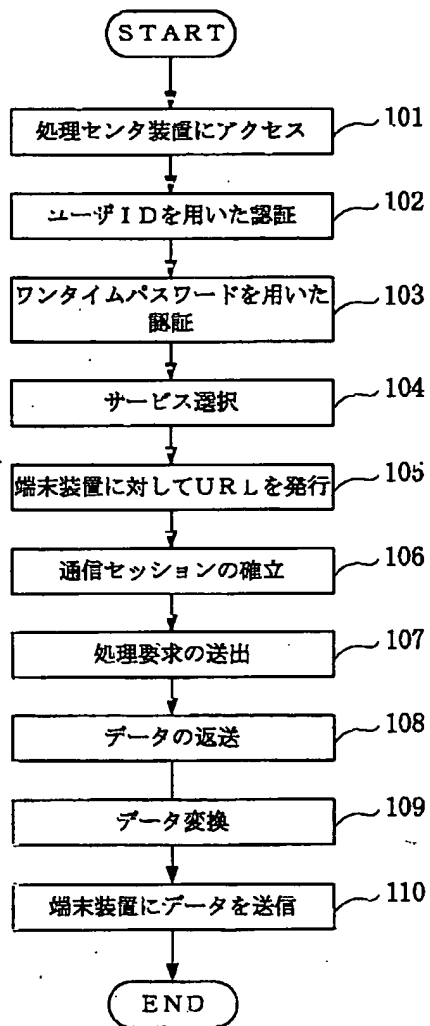 START
処理センタ装置にアクセス
101
ユーザIDを用いた認証
102
ワンタイムパスワードを用いた
認証
103
サービス選択
104
端末装置に対してURLを発行
105
通信セッションの確立
106
処理要求の送出
107
データの返送
108
データ変換
109
端末装置にデータを送信
110
END